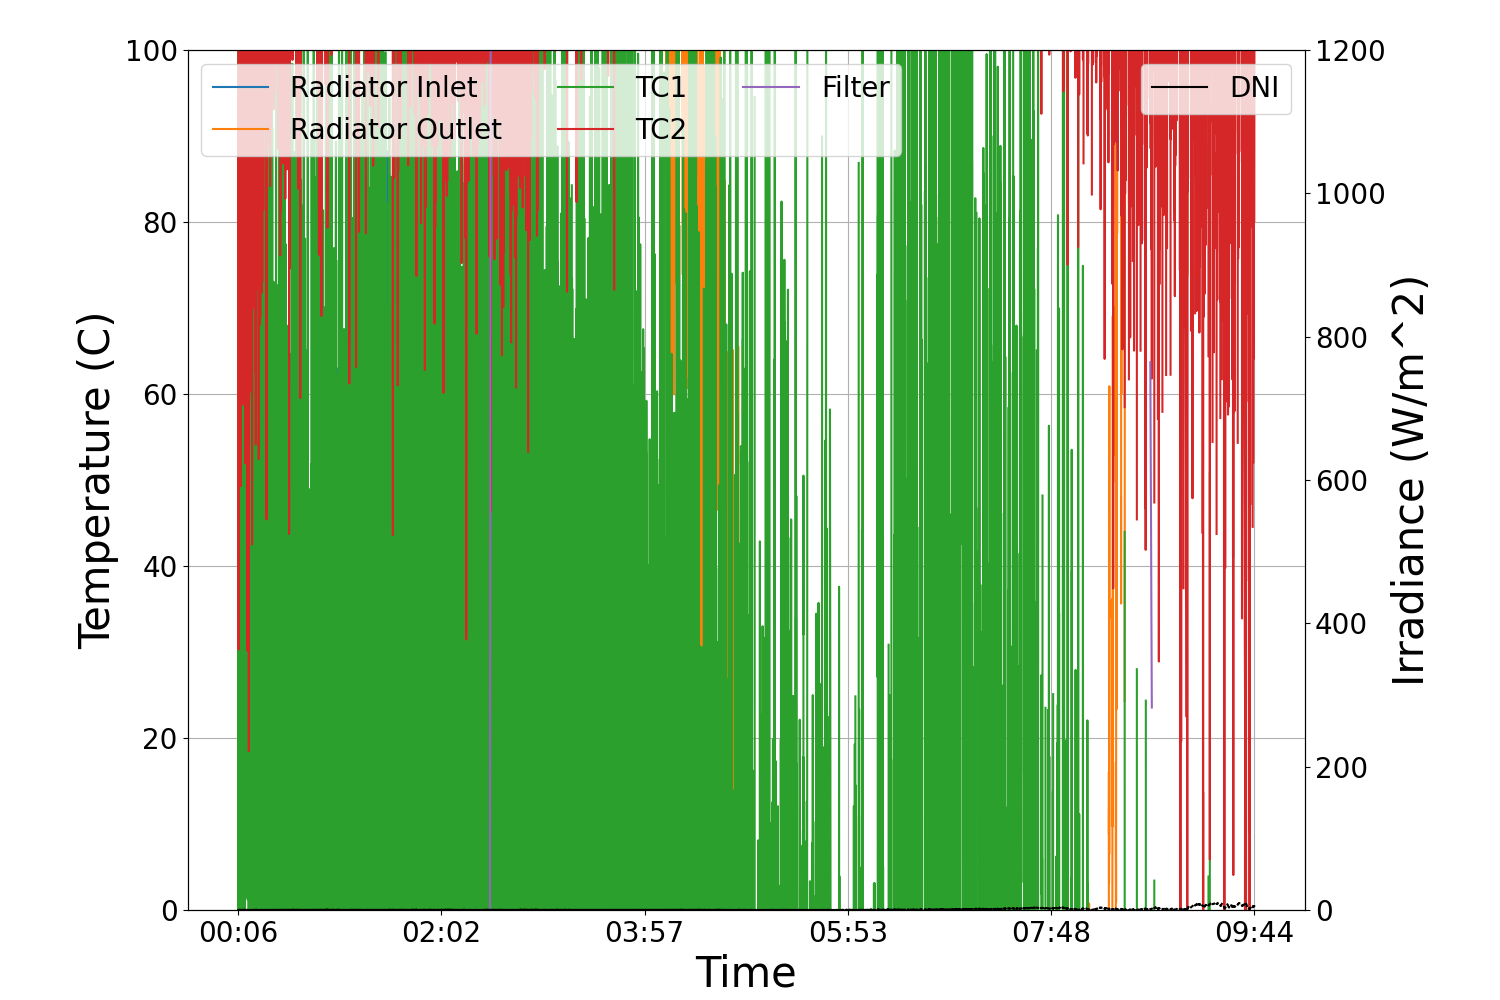 100
80
60
40
20
0
Temperature (C)
Radiator Inlet
Radiator Outlet
TC1
TC2
Filter
DNI
1200
1000
800
600
400
200
0
Irradiance (W/m^2)
00:06
02:02
03:57
05:53
07:48
09:44
Time